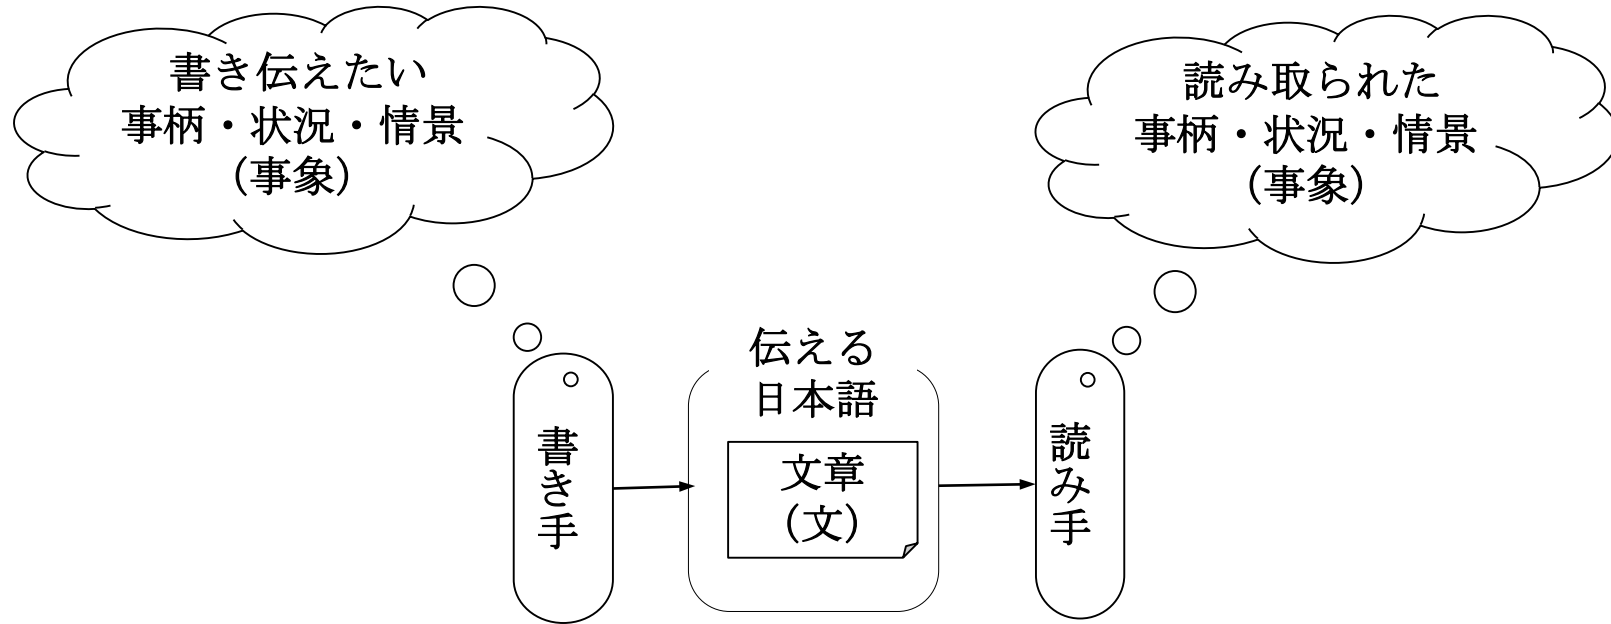 書き伝えたい
事柄・状況・情景
(事象)
読み取られた
事柄・状況・情景
(事象)
書き手
伝える
日本語
文章
(文)
読み手